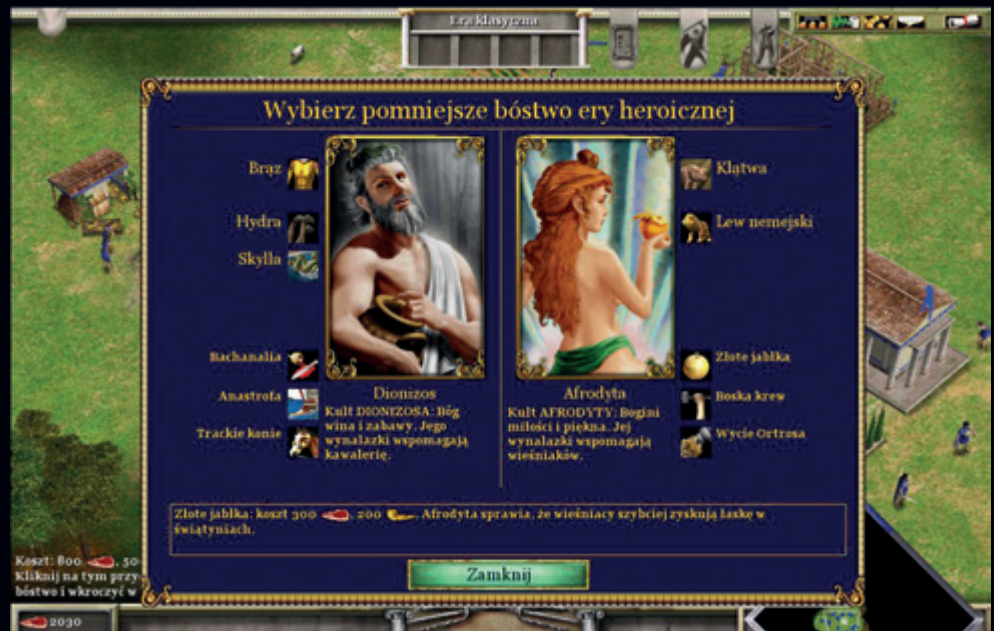 Era klasyczna
Wybierz pomniejsze bóstwo ery heroicznej
Brąz
Hydra
Skylla
Bachanalia
Anastrofa
Trackie konie
Dionizos
Kult DIONIZOSA: Bóg
wina i zabawy. Jego
wynalazki wspomagają
kawalerię.
Klątwa
Lew nemejski
Złote jabłka
Boska krew
Wycie Ortrosa
Afrodyta
Kult AFRODYTY: Bogini
miłości i piękna. Jej
wynalazki wspomagają
wieśniaków.
Złote jabłka: koszt 300 , 200 . Afrodyta sprawia, że wieśniacy szybciej zyskują łaskę w
świątyniach.
Zamknij
Koszt: 800 , 50
Kliknij na tym przy
bóstwo i wkroczyć w
2030